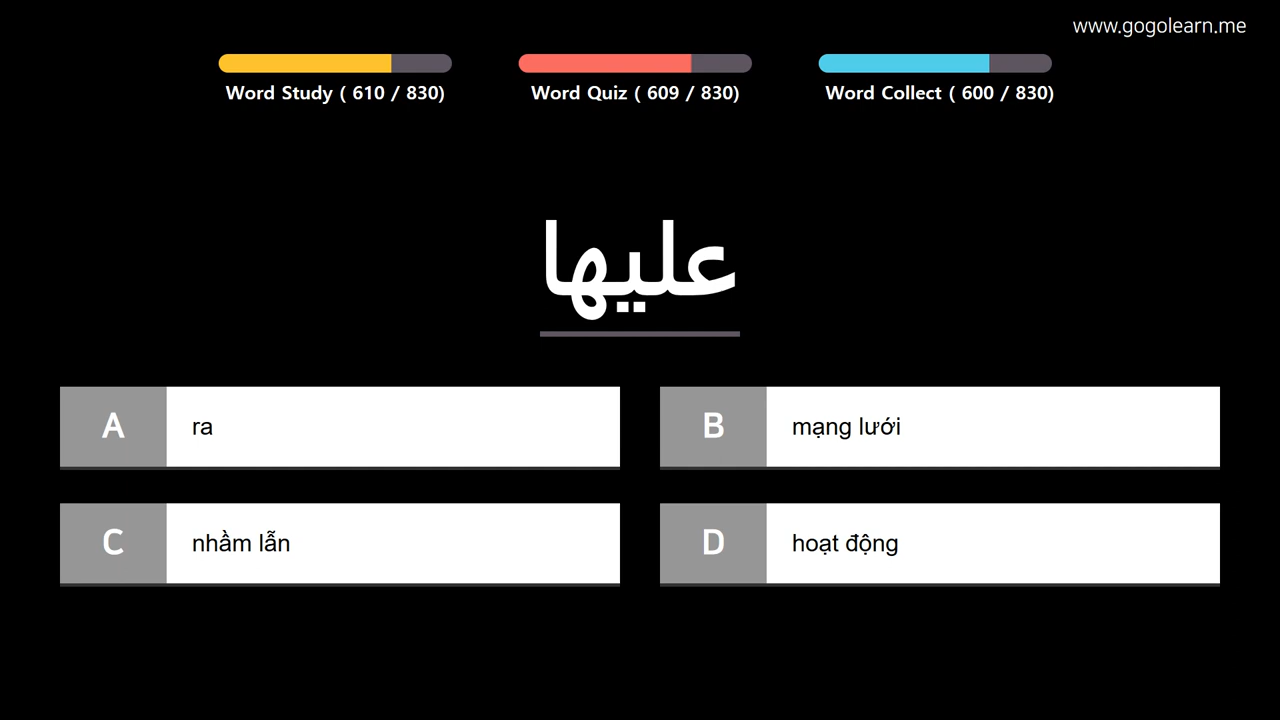 www.gogolearn.me
Word Study ( 610 / 830)
Word Quiz ( 609 / 830)
Word Collect ( 600 / 830)
عليها
A ra
B mạng lưới
C nhầm lẫn
D hoạt động